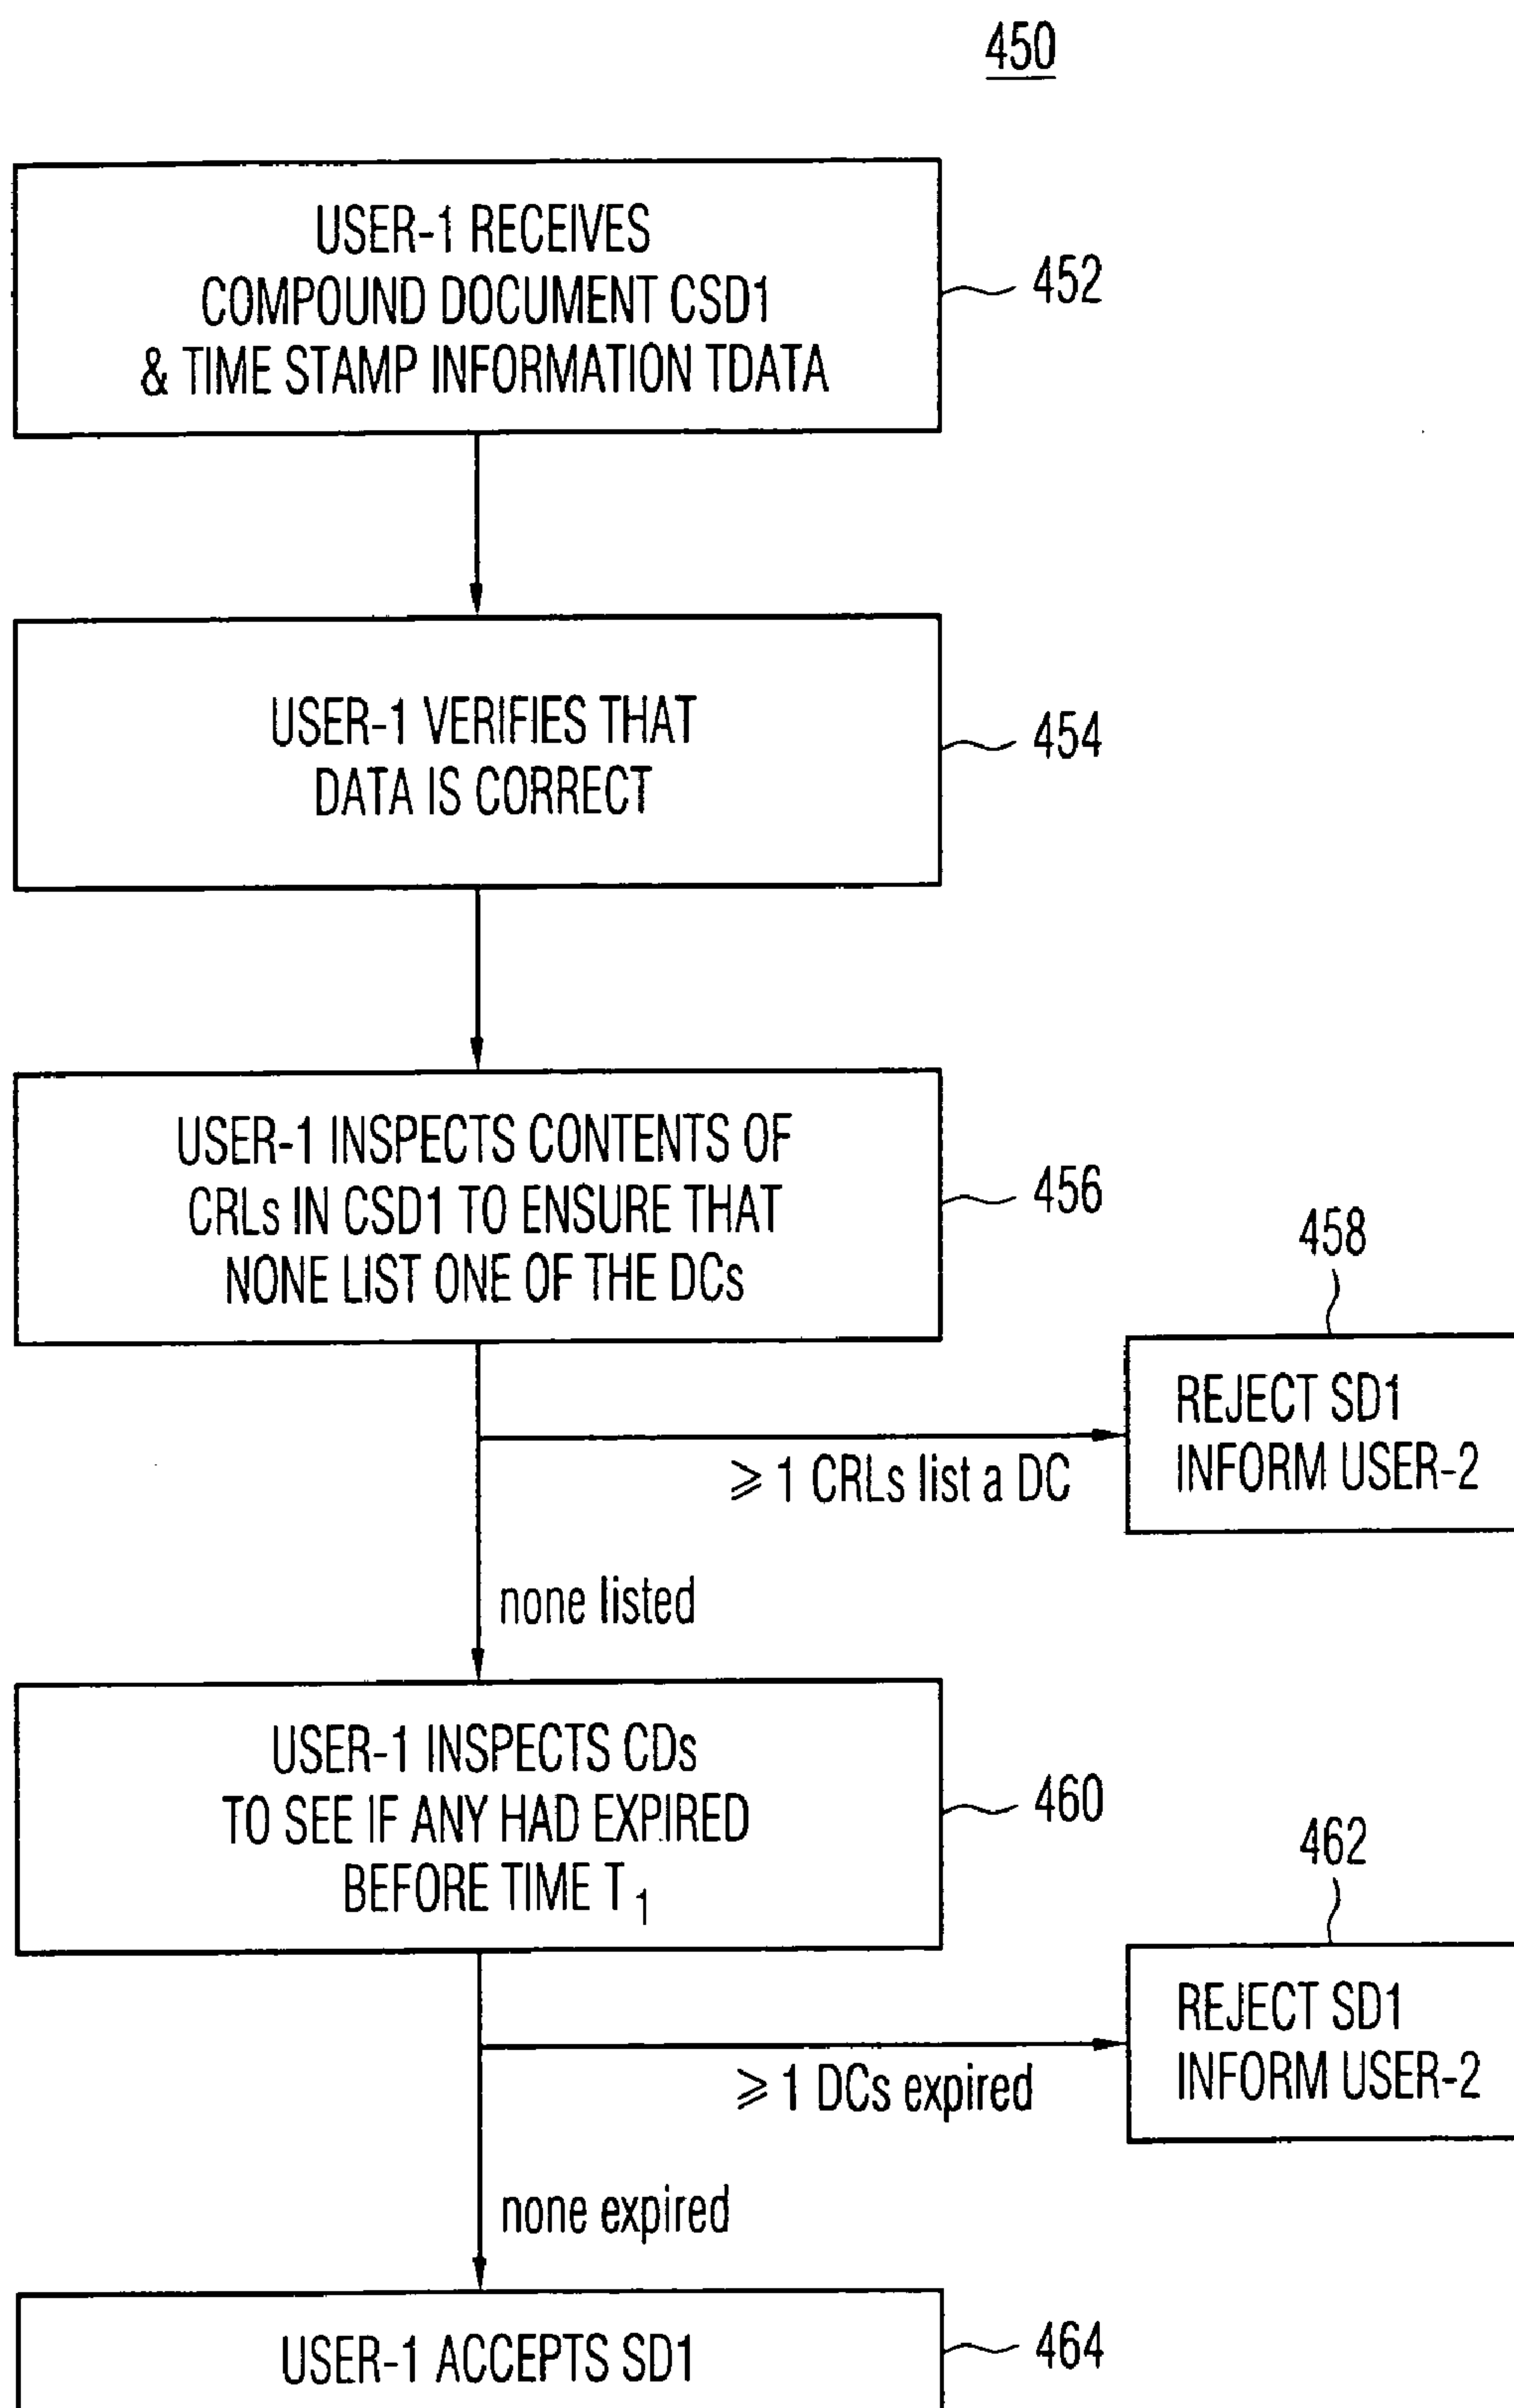 450
USER-1 RECEIVES
COMPOUND DOCUMENT CSD1
& TIME STAMP INFORMATION TDATA
452
USER-1 VERIFIES THAT
DATA IS CORRECT
454
USER-1 INSPECTS CONTENTS OF
CRLs IN CSD1 TO ENSURE THAT
NONE LIST ONE OF THE DCs
456
458
REJECT SD1
INFORM USER-2
⩾ 1 CRLs list a DC
none listed
USER-1 INSPECTS CDs
TO SEE IF ANY HAD EXPIRED
BEFORE TIME T1
460
462
REJECT SD1
INFORM USER-2
⩾ 1 DCs expired
none expired
USER-1 ACCEPTS SD1
464